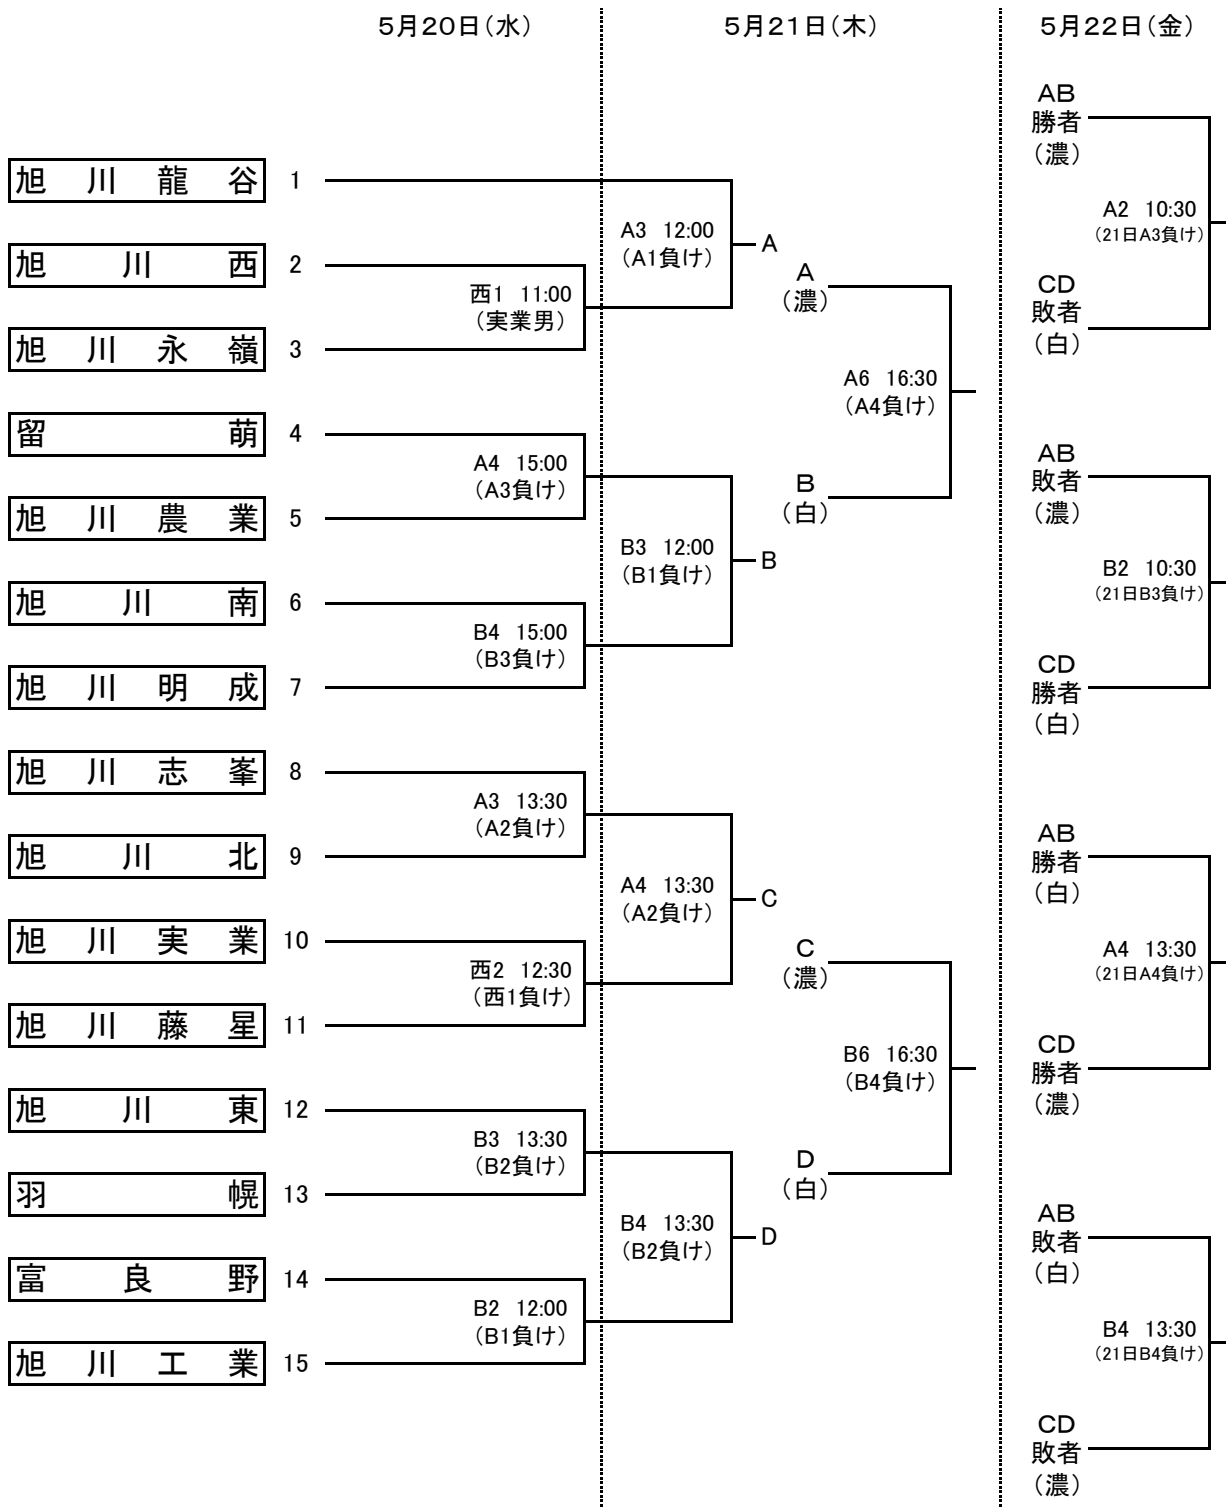 5月20日(水)
5月21日(木)
5月22日(金)
旭川龍谷 1
旭川西 2
旭川永嶺 3
留萌 4
旭川農業 5
旭川南 6
旭川明成 7
旭川志峯 8
旭川北 9
旭川実業 10
旭川藤星 11
旭川東 12
羽幌 13
富良野 14
旭川工業 15
西1 11:00
(実業男)
A4 15:00
(A3負け)
B4 15:00
(B3負け)
A3 13:30
(A2負け)
西2 12:30
(西1負け)
B3 13:30
(B2負け)
B2 12:00
(B1負け)
A3 12:00
(A1負け)
A
B3 12:00
(B1負け)
B
A4 13:30
(A2負け)
C
B4 13:30
(B2負け)
D
A
(濃)
A6 16:30
(A4負け)
B
(白)
C
(濃)
B6 16:30
(B4負け)
D
(白)
AB
勝者
(濃)
A2 10:30
(21日A3負け)
CD
敗者
(白)
AB
敗者
(濃)
B2 10:30
(21日B3負け)
CD
勝者
(白)
AB
勝者
(白)
A4 13:30
(21日A4負け)
CD
勝者
(濃)
AB
敗者
(白)
B4 13:30
(21日B4負け)
CD
敗者
(濃)